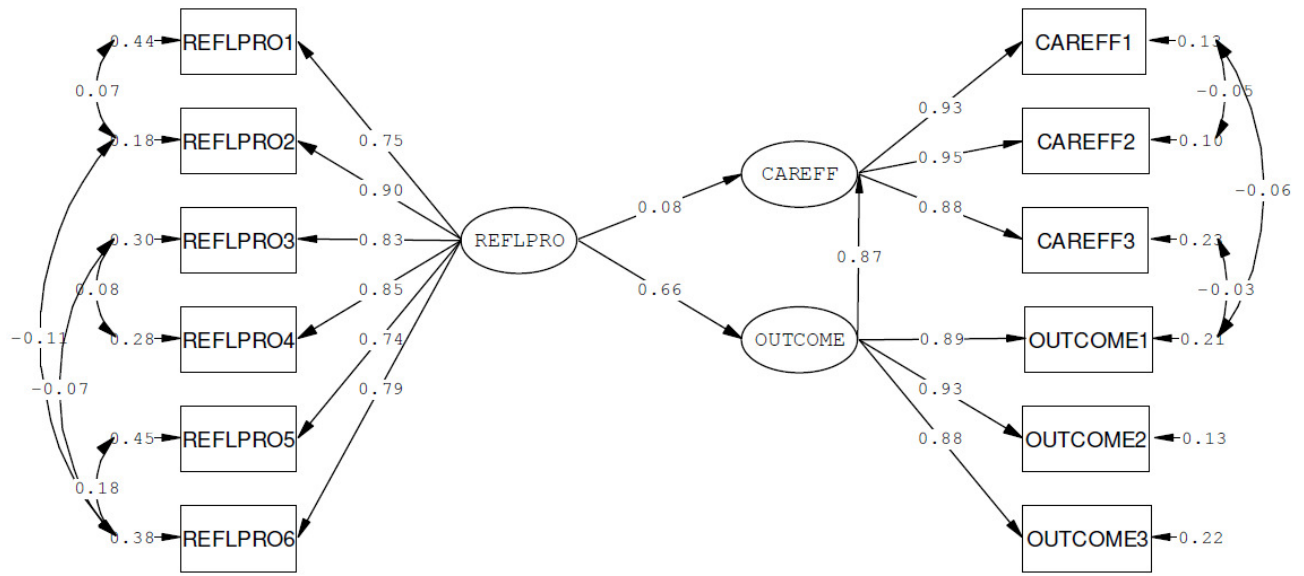 0.44 REFLPRO1
0.07
0.18 REFLPRO2
0.30 REFLPRO3
0.08
0.28 REFLPRO4
-0.11
-0.07
0.45 REFLPRO5
0.18
0.38 REFLPRO6
0.75
0.90
0.83
0.85
0.74
0.79
REFLPRO
0.08
0.66
CAREFF
0.87
OUTCOME
0.93
0.95
0.88
0.89
0.93
0.88
CAREFF1 0.13
-0.05
CAREFF2 0.10
-0.06
CAREFF3 0.23
-0.03
OUTCOME1 0.21
OUTCOME2 0.13
OUTCOME3 0.22